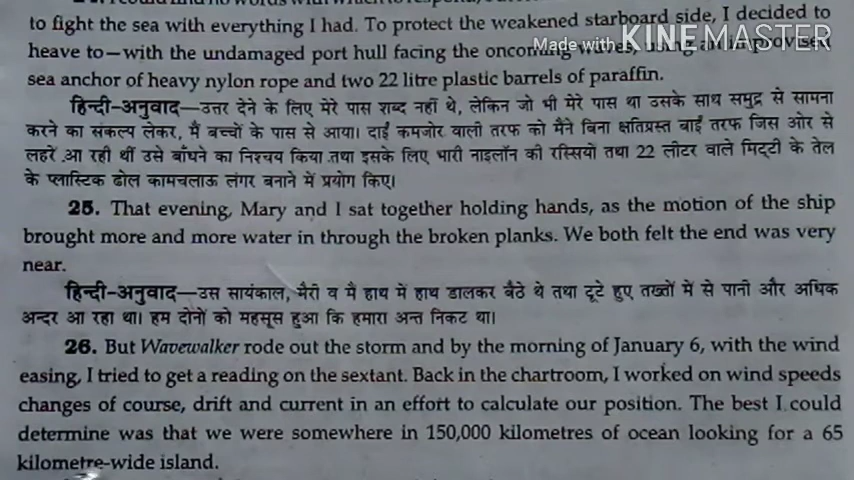 to fight the sea with everything I had. To protect the weakened starboard side, I decided to
heave to—with the undamaged port hull facing the oncoming waves, using an improvised
Made with KINEMASTER
sea anchor of heavy nylon rope and two 22 litre plastic barrels of paraffin.
हिन्दी-अनुवाद—उत्तर देने के लिए मेरे पास शब्द नहीं थे, लेकिन जो भी मेरे पास था उसके साथ समुद्र से सामना
करने का संकल्प लेकर, मैं बच्चों के पास से आया। दाईं कमजोर वाली तरफ को मैंने बिना क्षतिग्रस्त बाईं तरफ जिस ओर से
लहरें आ रही थीं उसे बाँधने का निश्चय किया तथा इसके लिए भारी नाइलॉन की रस्सियों तथा 22 लीटर वाले मिट्टी के तेल
के प्लास्टिक ढोल कामचलाऊ लंगर बनाने में प्रयोग किए।
25. That evening, Mary and I sat together holding hands, as the motion of the ship
brought more and more water in through the broken planks. We both felt the end was very
near.
हिन्दी-अनुवाद—उस सायंकाल, मैरी व मै हाथ में हाथ डालकर बैठे थे तथा टूटे हुए तख्तों में से पानी और अधिक
अन्दर आ रहा था। हम दोनों को महसूस हुआ कि हमारा अन्त निकट था।
26. But Wavewalker rode out the storm and by the morning of January 6, with the wind
easing, I tried to get a reading on the sextant. Back in the chartroom, I worked on wind speeds
changes of course, drift and current in an effort to calculate our position. The best I could
determine was that we were somewhere in 150,000 kilometres of ocean looking for a 65
kilometre-wide island.